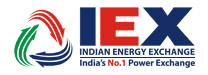 IEX
INDIAN ENERGY EXCHANGE
India's No.1 Power Exchange